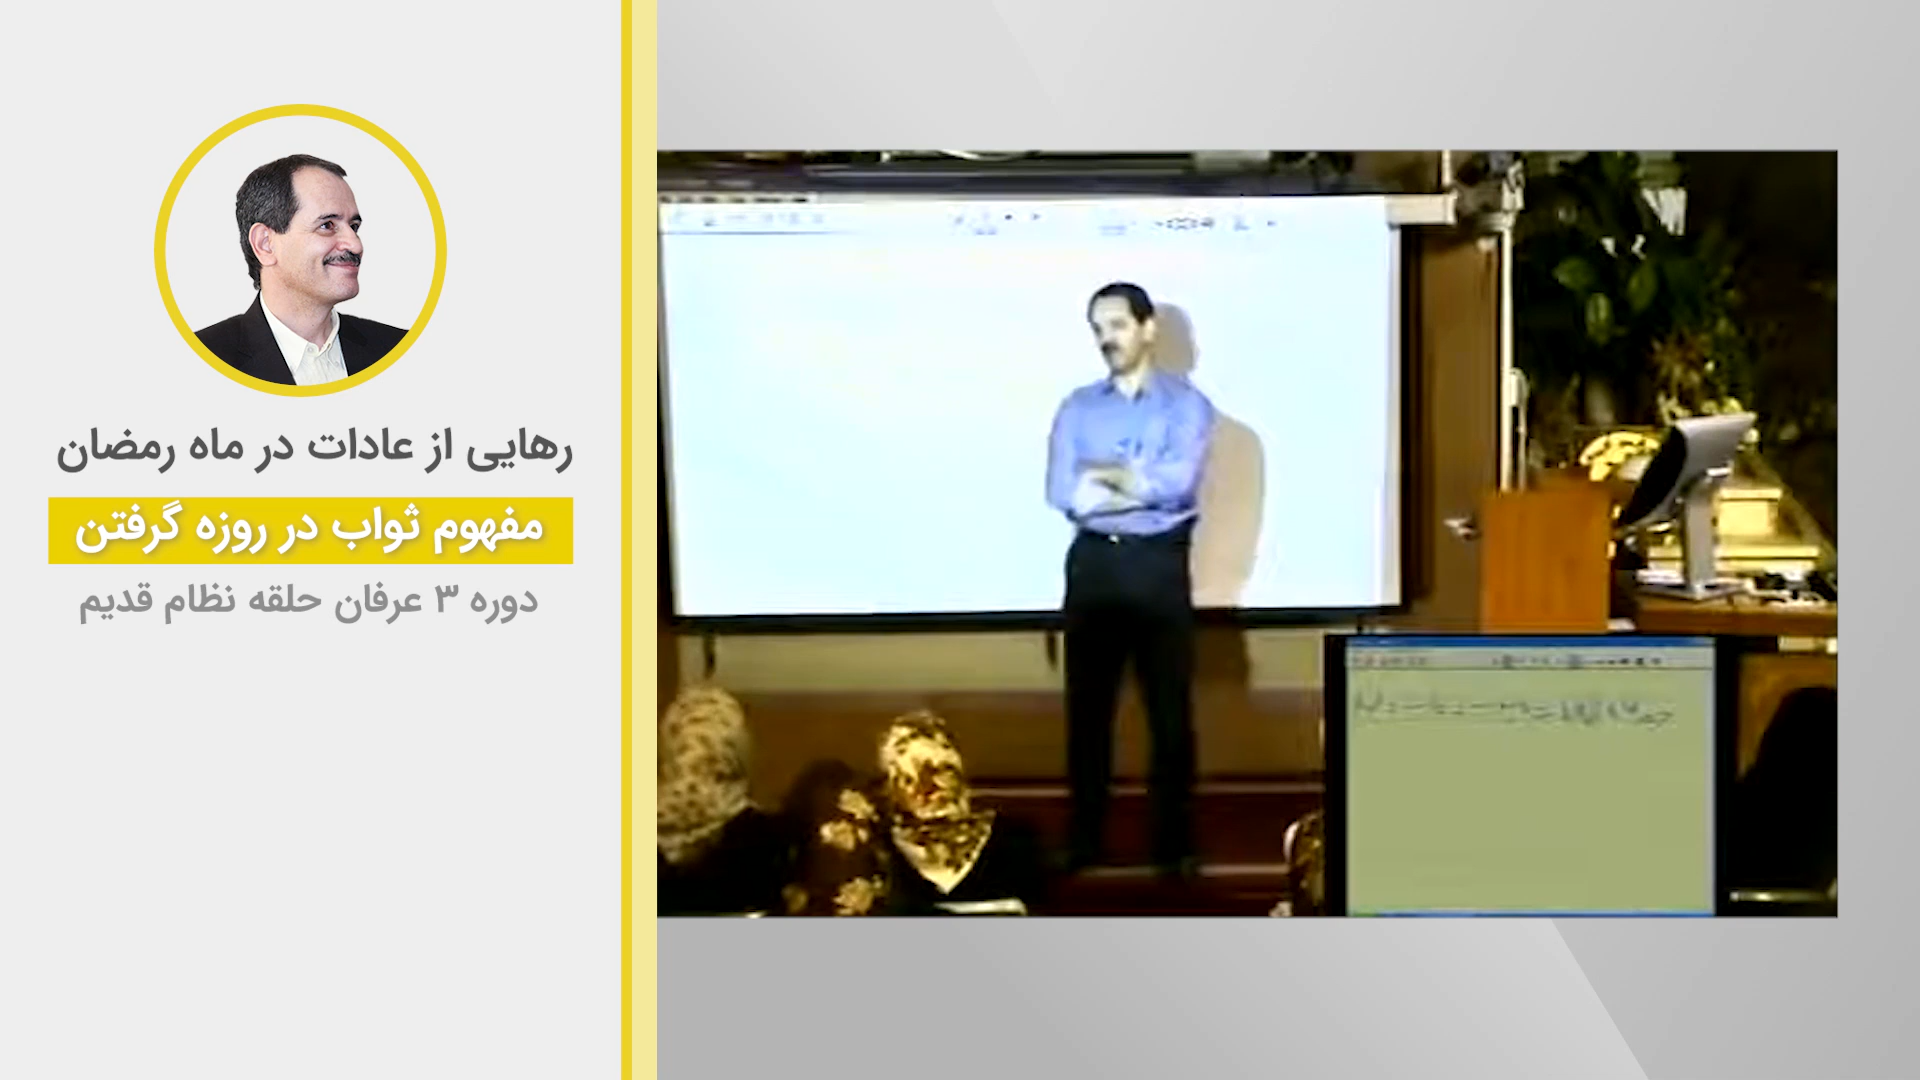 رهایی از عادات در ماه رمضان
مفهوم ثواب در روزه گرفتن
دوره ۳ عرفان حلقه نظام قدیم